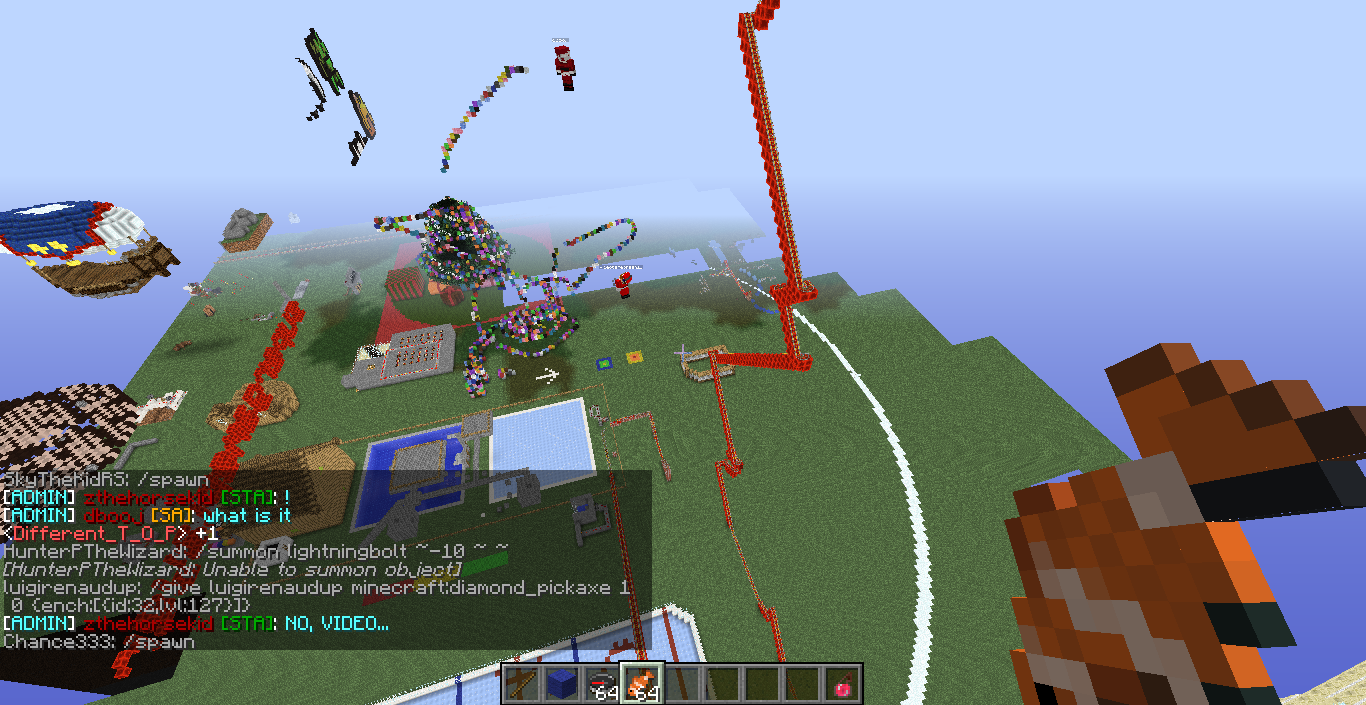 SkyTheKidRS: /spawn
[ADMIN] zthehorsekid [STA]: !
[ADMIN] dbooj [SA]: what is it
<Different_T_O_P> +1
HunterPTheWizard: /summon lightningbolt ~-10 ~ ~
[HunterPTheWizard: Unable to summon object]
luigirenaudup: /give luigirenaudup minecraft:diamond_pickaxe 1
0 {ench:[{id:32,lvl:127}]}
[ADMIN] zthehorsekid [STA]: NO, VIDEO...
Chance333: /spawn
64
64